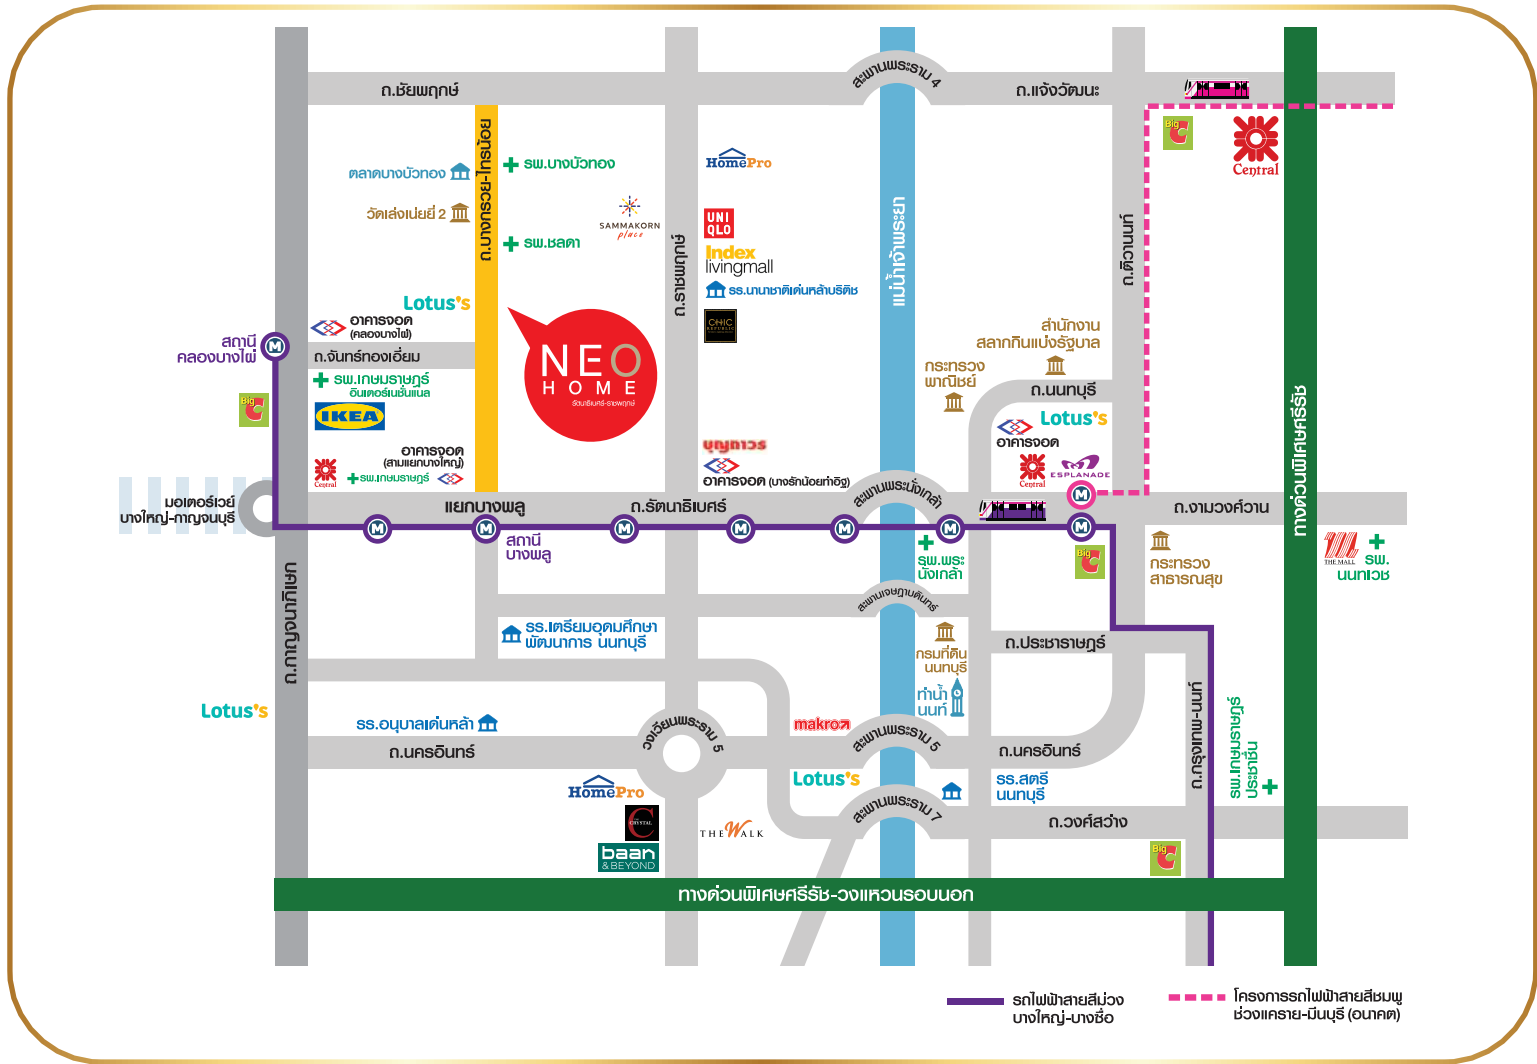 สะพานพระราม 4
ถ.ชัยพฤกษ์
ถ.แจ้งวัฒนะ
Big C
Central
ถ.บางกรวย-ไทรน้อย
รพ.บางบัวทอง
ตลาดบางบัวทอง
HomePro
วัดเล่งเน่ยยี่ 2
SAMMAKORN
place
UNI
QLO
รพ.ชลดา
ถ.ราชพฤกษ์
แม่น้ำเจ้าพระยา
ถ.ติวานนท์
Index
livingmall
รร.นานาชาติเด่นหล้าบริติช
Lotus's
CHIC
REPUBLIC
อาคารจอด
(คลองบางไผ่)
สถานี
คลองบางไผ่
ถ.จันทร์ทองเอี่ยม
NEO
HOME
รัตนาธิเบศร์-ราชพฤกษ์
สำนักงาน
สลากกินแบ่งรัฐบาล
กระทรวง
พาณิชย์
รพ.เกษมราษฎร์
อินเตอร์เนชั่นแนล
ถ.นนทบุรี
Big C
IKEA
Lotus's
ทางด่วนพิเศษศรีรัช
อาคารจอด
บุญถาวร
อาคารจอด
(สามแยกบางใหญ่)
Central
รพ.เกษมราษฎร์
อาคารจอด (บางรักน้อยท่าอิฐ)
Central
ESPLANADE
สะพานพระนั่งเกล้า
มอเตอร์เวย์
บางใหญ่-กาญจนบุรี
แยกบางพลู
ถ.รัตนาธิเบศร์
ถ.งามวงศ์วาน
M
M
M
M
M
M
M
M
M
สถานี
บางพลู
รพ.พระ
นั่งเกล้า
Big C
กระทรวง
สาธารณสุข
THE MALL
รพ.
นนทเวช
ถ.กาญจนาภิเษก
สะพานเจษฎาบดินทร์
รร.เตรียมอุดมศึกษา
พัฒนาการ นนทบุรี
กรมที่ดิน
นนทบุรี
ถ.ประชาราษฎร์
ท่าน้ำ
นนท์
Lotus's
รร.อนุบาลเด่นหล้า
ถ.นครอินทร์
วงเวียนพระราม 5
makro
สะพานพระราม 5
ถ.นครอินทร์
ถ.กรุงเทพ-นนท์
รพ.เกษมราษฎร์
ประชาชื่น
HomePro
Lotus's
รร.สตรี
นนทบุรี
สะพานพระราม 7
CRYSTAL
THE WALK
ถ.วงศ์สว่าง
baan
& BEYOND
Big C
ทางด่วนพิเศษศรีรัช-วงแหวนรอบนอก
รถไฟฟ้าสายสีม่วง
บางใหญ่-บางซื่อ
โครงการรถไฟฟ้าสายสีชมพู
ช่วงแคราย-มีนบุรี (อนาคต)